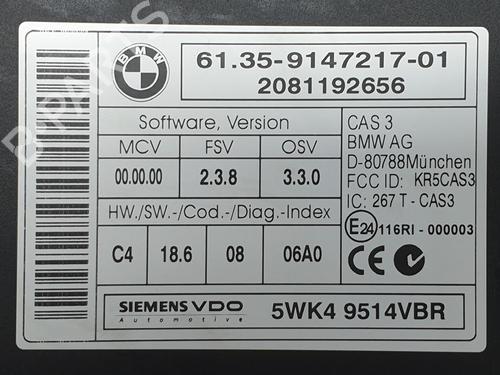 BMW
61.35-9147217-01
2081192656
Software, Version
MCV FSV OSV
00.00.00 2.3.8 3.3.0
HW./SW.-/Cod.-/Diag.-Index
C4 18.6 08 06A0
CAS 3
BMW AG
D-80788München
FCC ID: KR5CAS3
IC: 267 T - CAS3
E24 116RI - 000003
CE
SIEMENS VDO
Automotive
5WK4 9514VBR